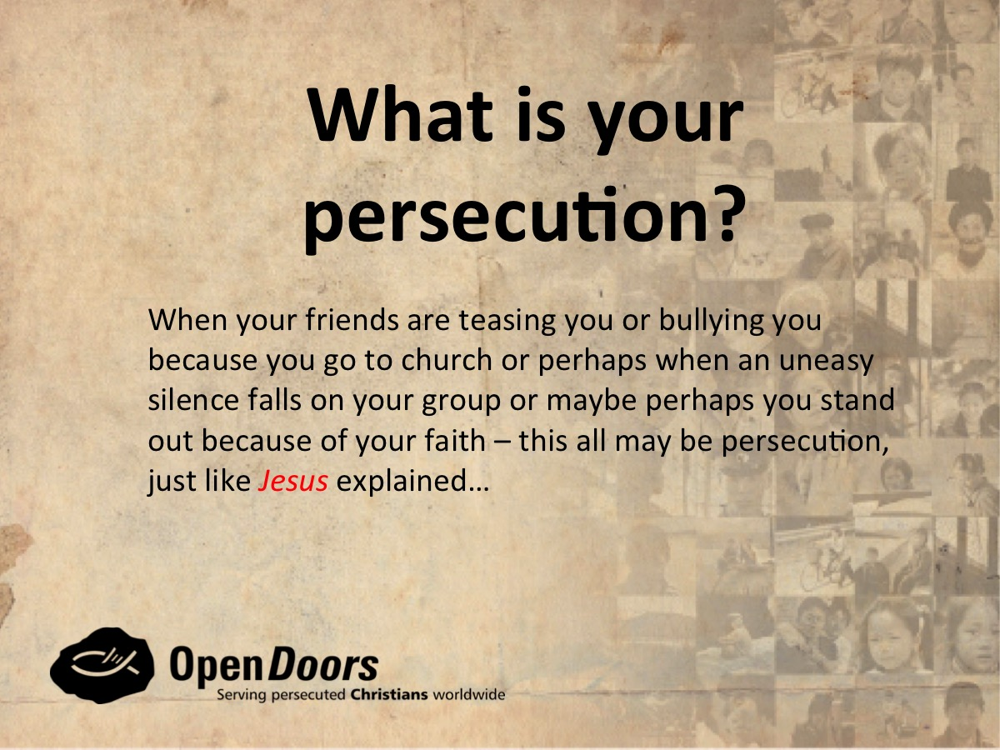 What is your
persecution?
When your friends are teasing you or bullying you
because you go to church or perhaps when an uneasy
silence falls on your group or maybe perhaps you stand
out because of your faith – this all may be persecution,
just like Jesus explained…
Open Doors
Serving persecuted Christians worldwide